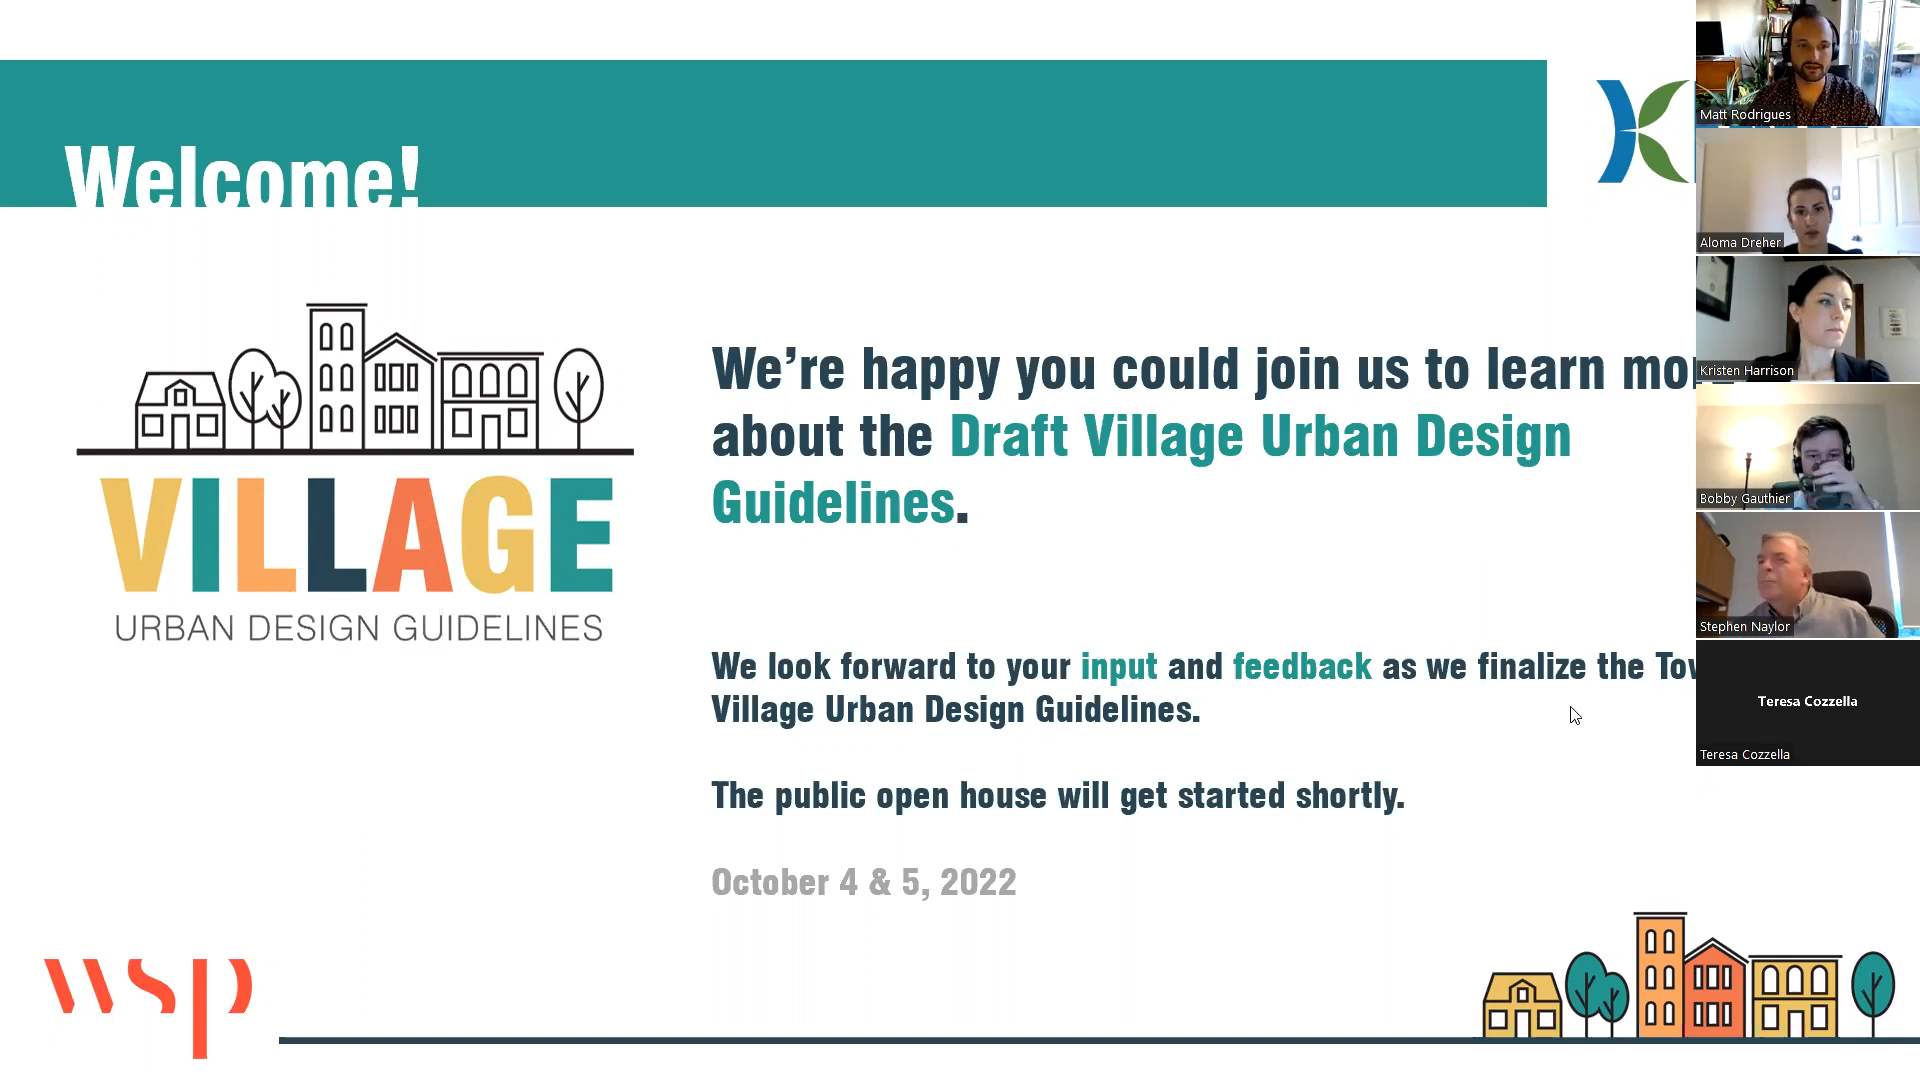 Welcome!
VILLAGE
URBAN DESIGN GUIDELINES
We’re happy you could join us to learn mo
about the Draft Village Urban Design
Guidelines.
We look forward to your input and feedback as we finalize the
Village Urban Design Guidelines.
The public open house will get started shortly.
October 4 & 5, 2022
wsp
K
Matt Rodrigues
Aloma Dreher
Kristen Harrison
Bobby Gauthier
Stephen Naylor
Teresa Cozzella
Teresa Cozzella